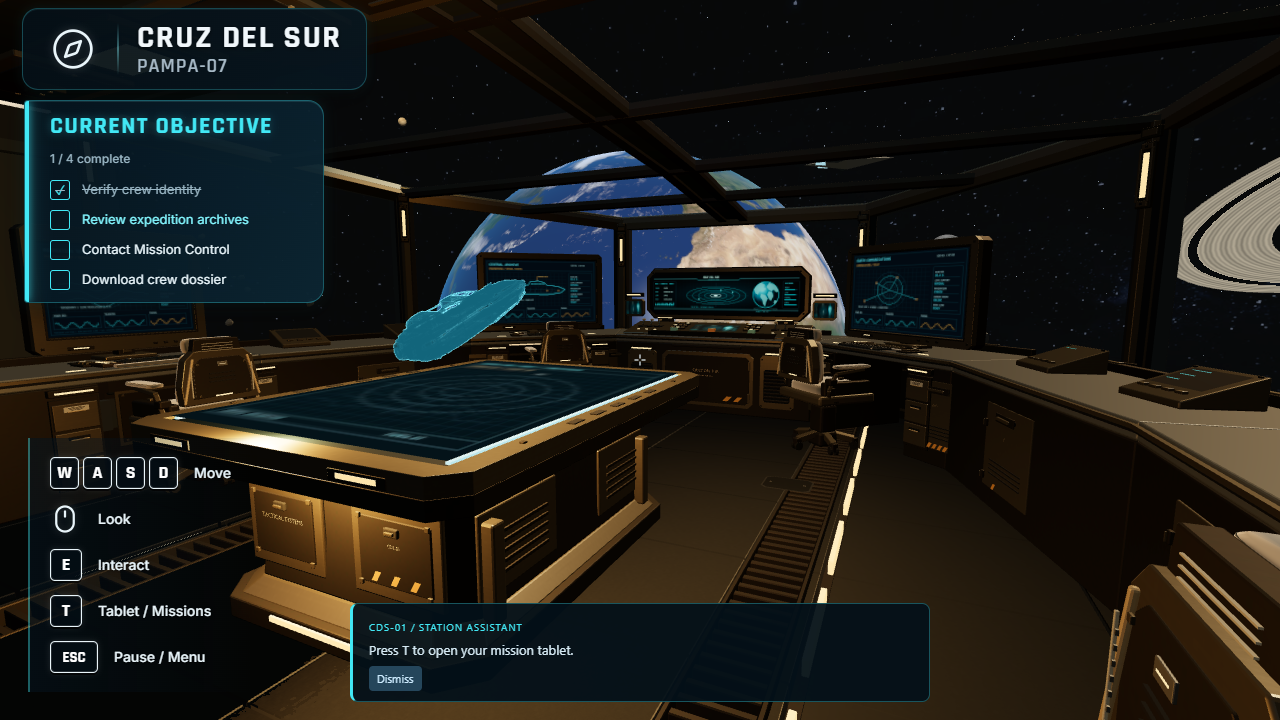 CRUZ DEL SUR
PAMPA-07
CURRENT OBJECTIVE
1 / 4 complete
Verify crew identity
Review expedition archives
Contact Mission Control
Download crew dossier
W A S D Move
Look
E Interact
T Tablet / Missions
ESC Pause / Menu
TACTICAL SYSTEMS
CDS-01 / STATION ASSISTANT
Press T to open your mission tablet.
Dismiss